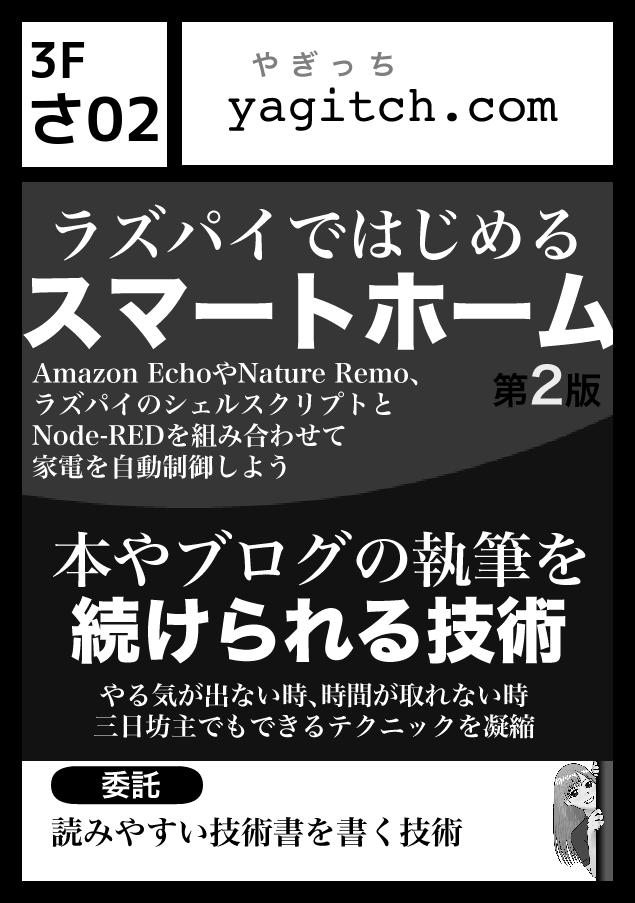 3F
さ02
やぎっち
yagitch.com
ラズパイではじめる
スマートホーム
Amazon EchoやNature Remo、
ラズパイのシェルスクリプトと
Node-REDを組み合わせて
家電を自動制御しよう
第2版
本やブログの執筆を
続けられる技術
やる気が出ない時、時間が取れない時
三日坊主でもできるテクニックを凝縮
委託
読みやすい技術書を書く技術